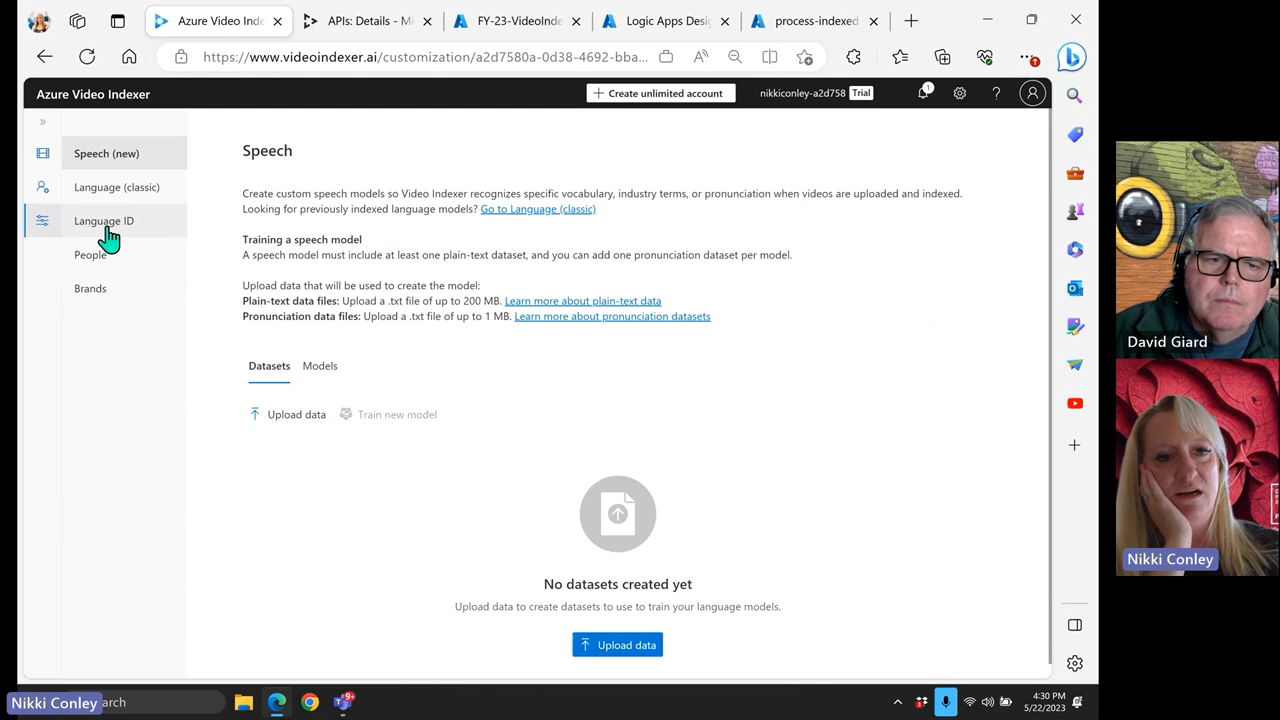 Azure Video Inde
APIs: Details - Mi
FY-23-VideoInde
Logic Apps Desi
process-indexed
https://www.videoindexer.ai/customization/a2d7580a-0d38-4692-bba...
Azure Video Indexer
+ Create unlimited account
nikkiconley-a2d758 Trial
1
?
Speech (new)
Language (classic)
Language ID
People
Brands
Speech
Create custom speech models so Video Indexer recognizes specific vocabulary, industry terms, or pronunciation when videos are uploaded and indexed.
Looking for previously indexed language models? Go to Language (classic)
Training a speech model
A speech model must include at least one plain-text dataset, and you can add one pronunciation dataset per model.
Upload data that will be used to create the model:
Plain-text data files: Upload a .txt file of up to 200 MB. Learn more about plain-text data
Pronunciation data files: Upload a .txt file of up to 1 MB. Learn more about pronunciation datasets
Datasets Models
Upload data Train new model
No datasets created yet
Upload data to create datasets to use to train your language models.
Upload data
David Giard
Nikki Conley
Nikki Conley
arch
9+
4:30 PM
5/22/2023